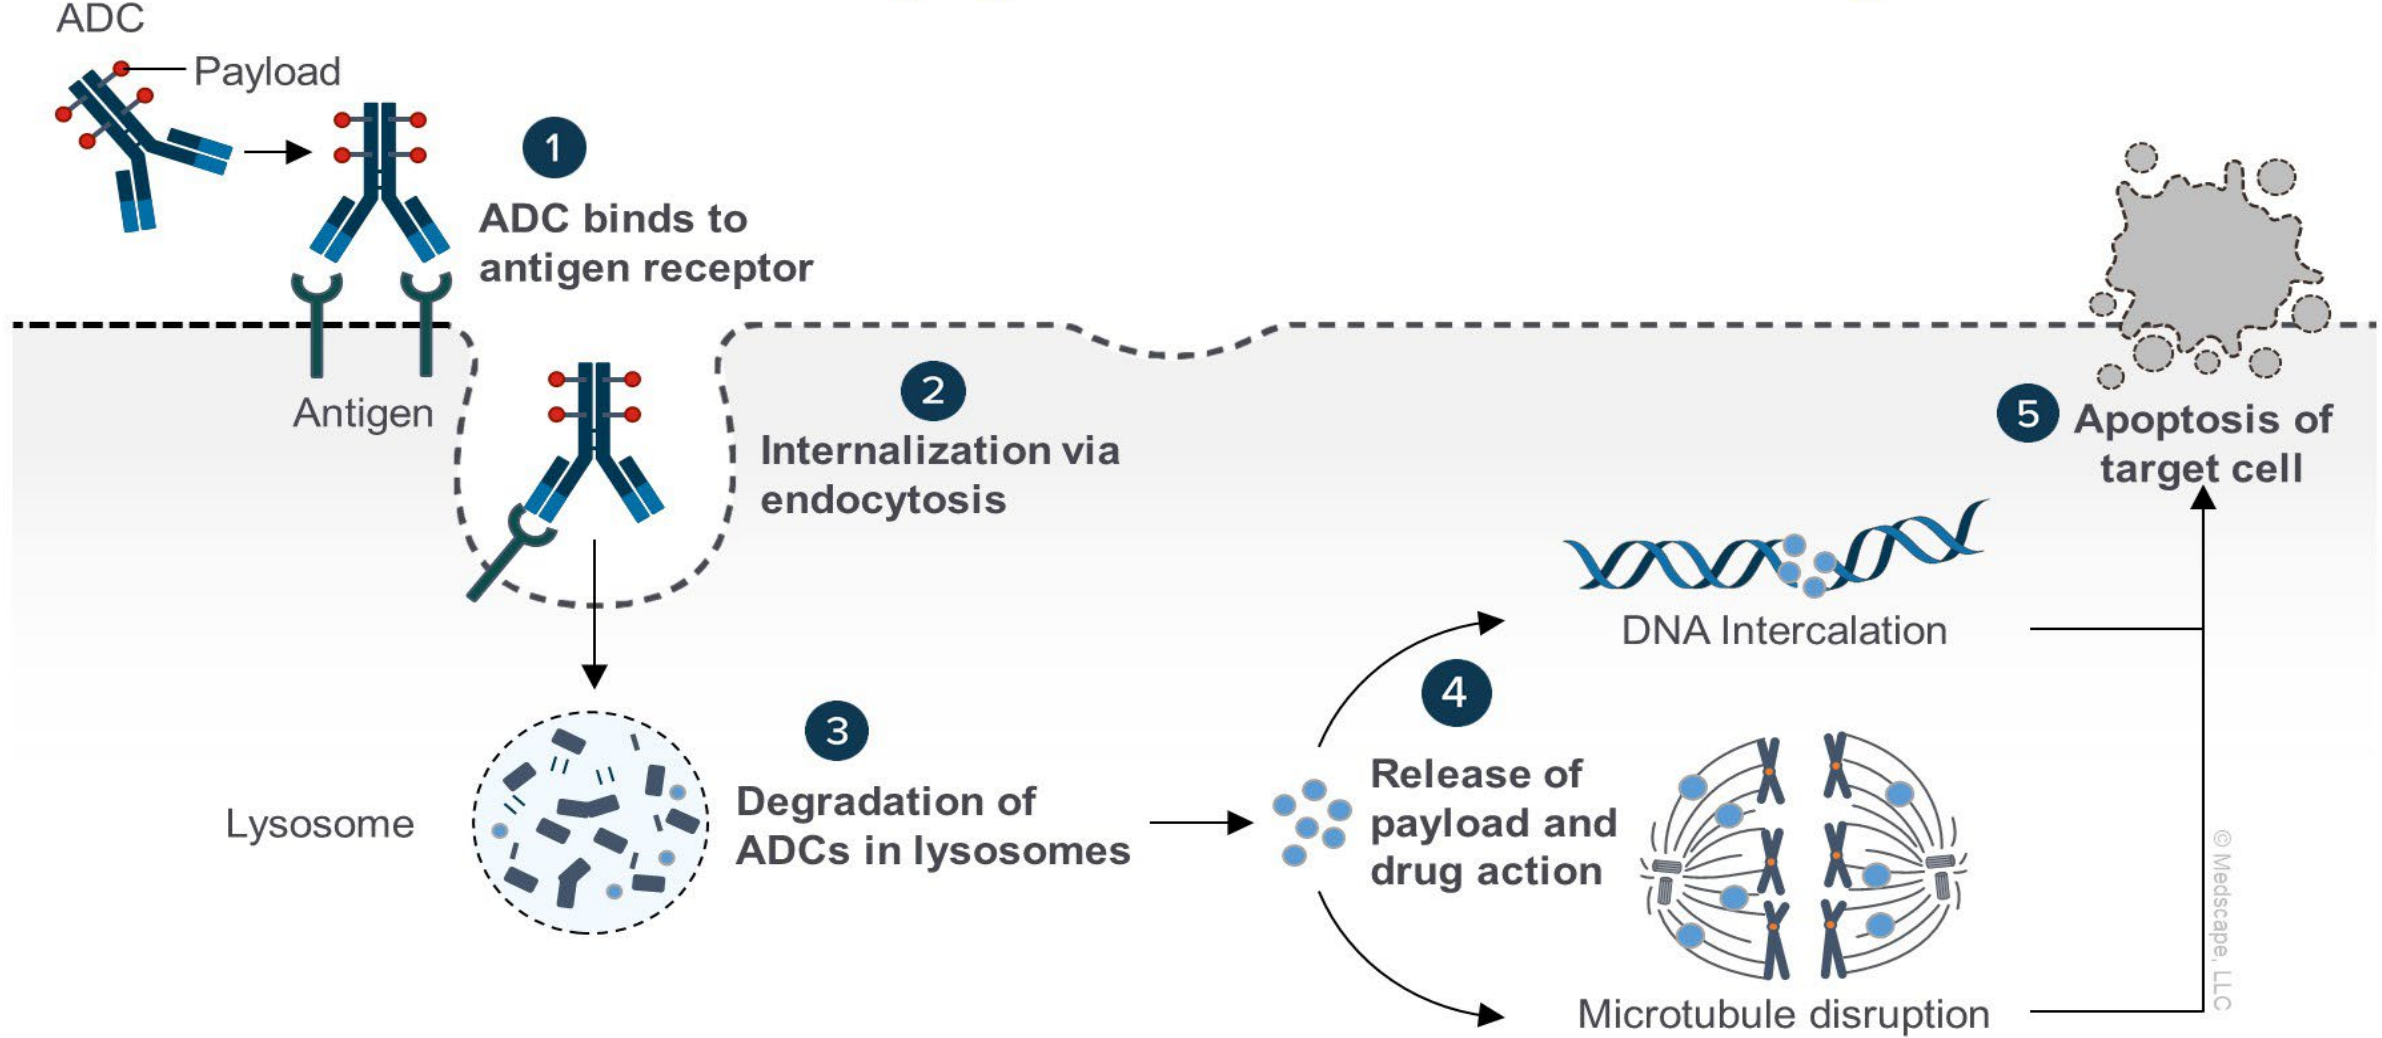 ADC
Payload
1
ADC binds to
antigen receptor
Antigen
2
Internalization via
endocytosis
Lysosome
3
Degradation of
ADCs in lysosomes
4
Release of
payload and
drug action
DNA Intercalation
Microtubule disruption
5
Apoptosis of
target cell
© Medscape, LLC